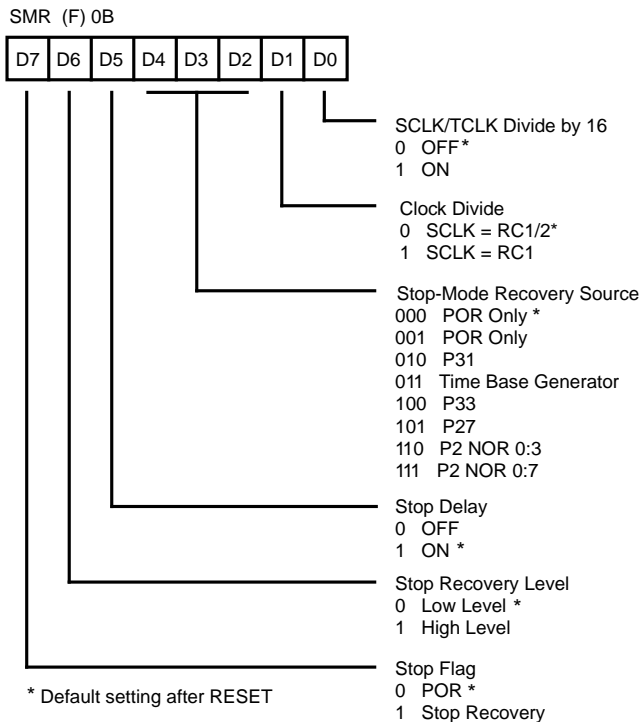 SMR (F) 0B
D7 D6 D5 D4 D3 D2 D1 D0
SCLK/TCLK Divide by 16
0 OFF*
1 ON
Clock Divide
0 SCLK = RC1/2*
1 SCLK = RC1
Stop-Mode Recovery Source
000 POR Only *
001 POR Only
010 P31
011 Time Base Generator
100 P33
101 P27
110 P2 NOR 0:3
111 P2 NOR 0:7
Stop Delay
0 OFF
1 ON *
Stop Recovery Level
0 Low Level *
1 High Level
Stop Flag
0 POR *
1 Stop Recovery
* Default setting after RESET